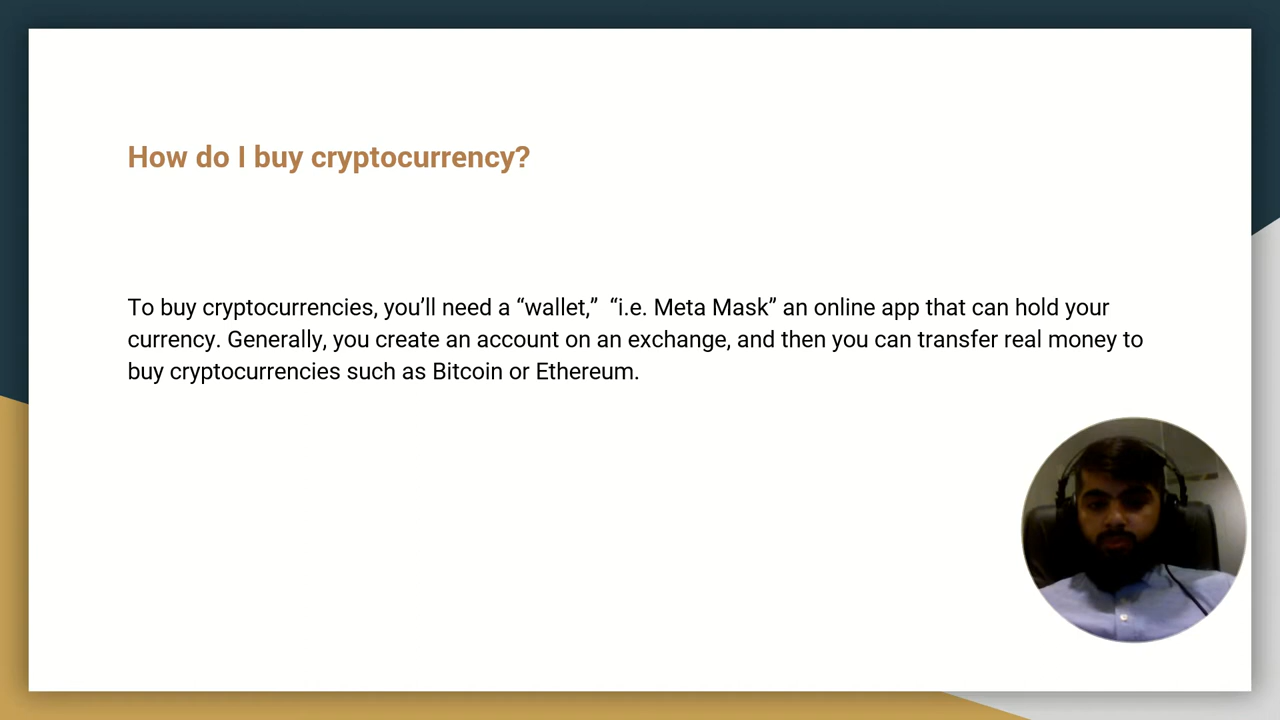 How do I buy cryptocurrency?
To buy cryptocurrencies, you’ll need a “wallet,”  “i.e. Meta Mask” an online app that can hold your
currency. Generally, you create an account on an exchange, and then you can transfer real money to
buy cryptocurrencies such as Bitcoin or Ethereum.